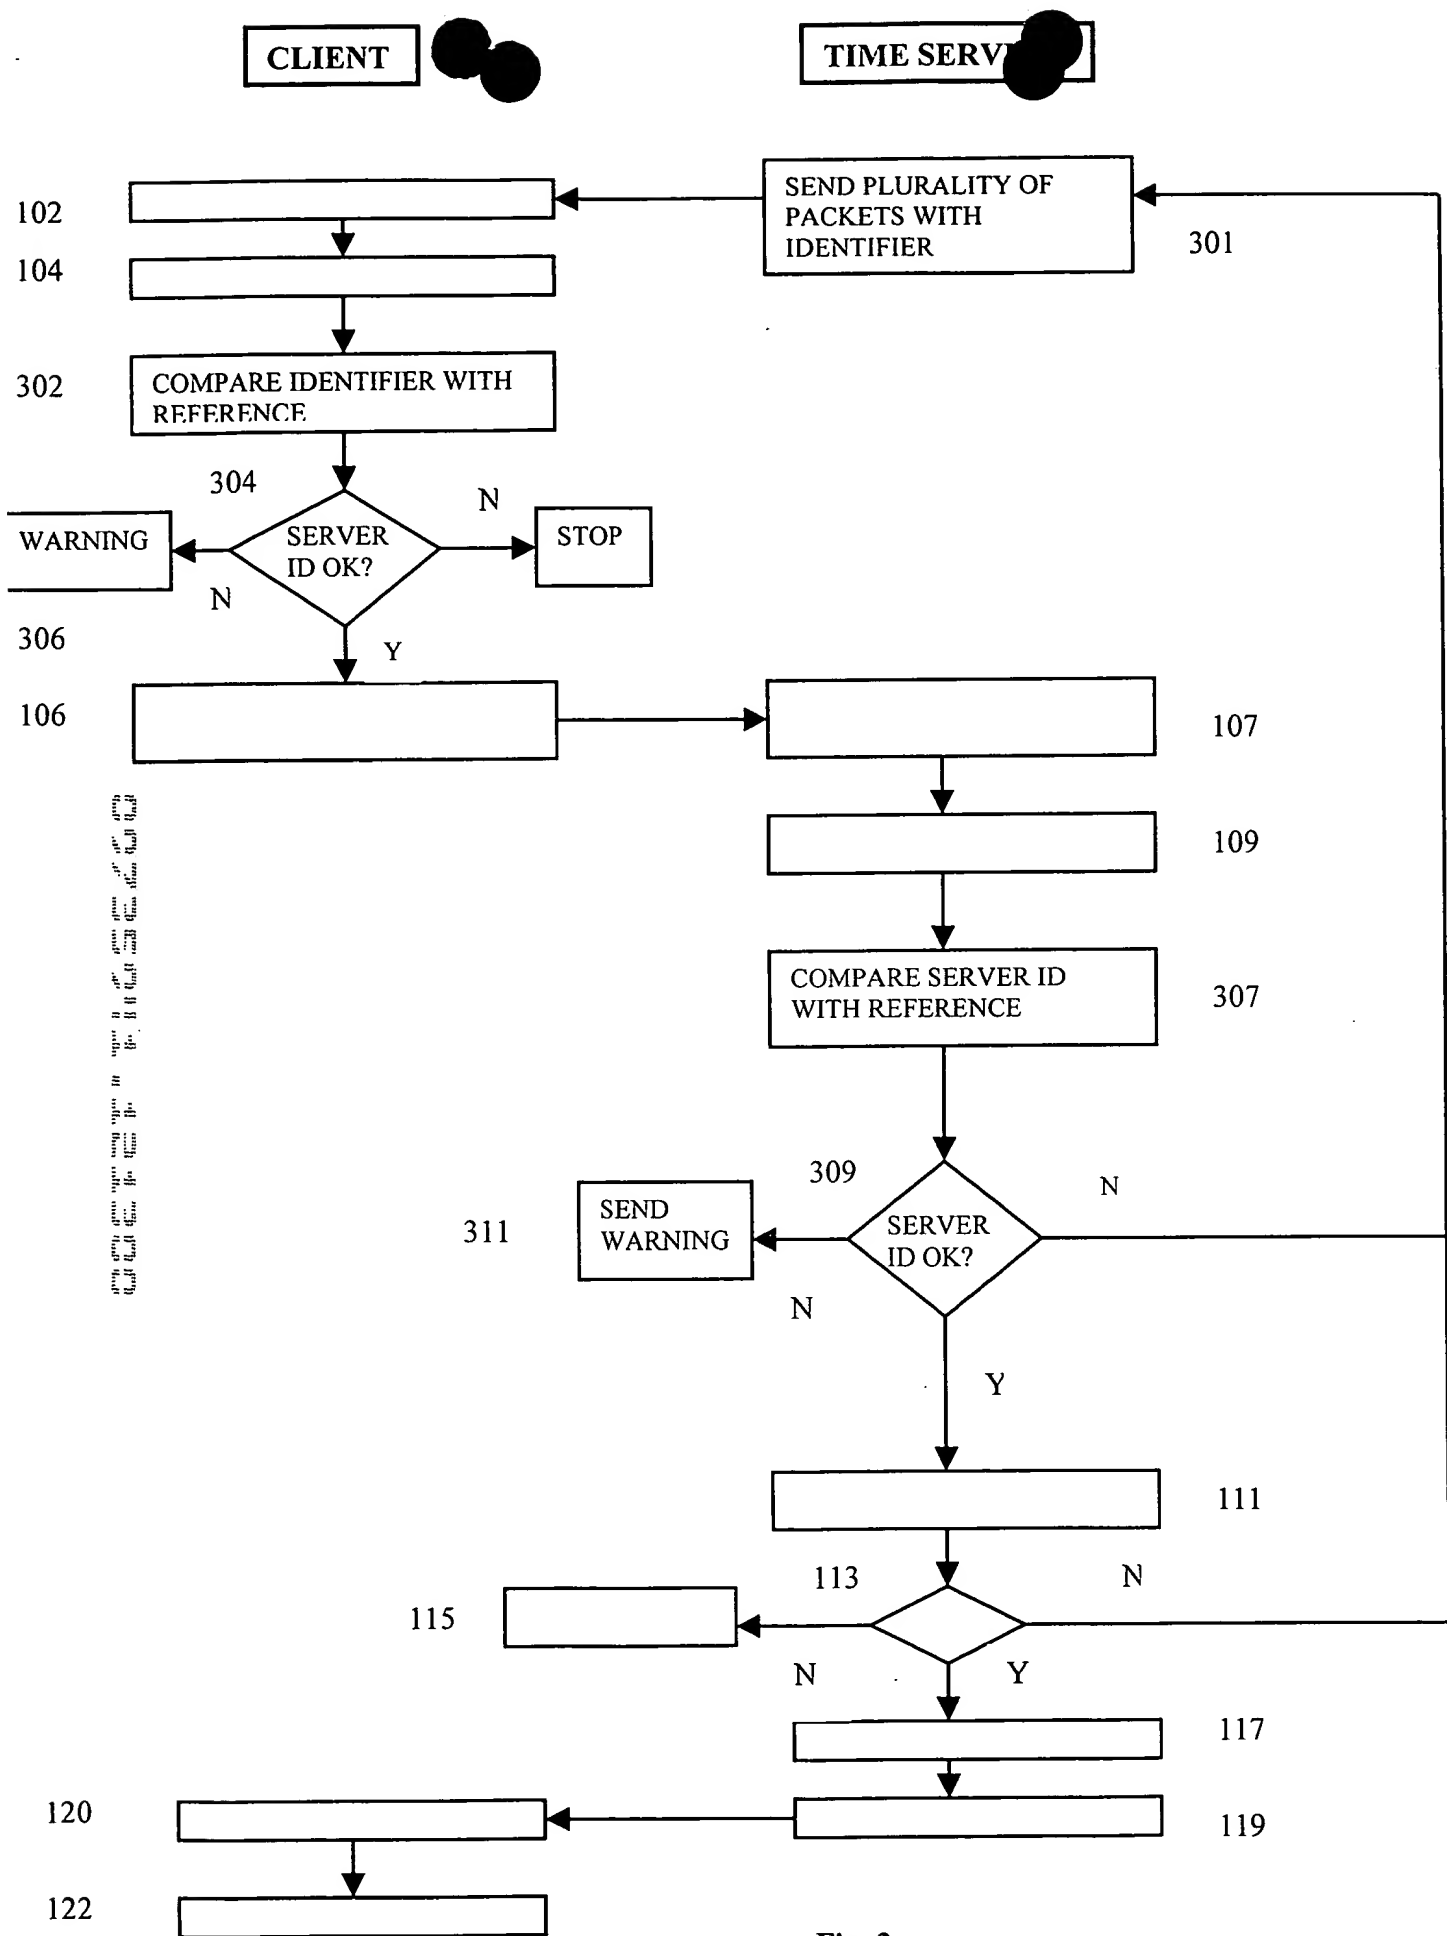 CLIENT
TIME SERV
102
SEND PLURALITY OF
PACKETS WITH
IDENTIFIER
301
104
302
COMPARE IDENTIFIER WITH
REFERENCE
304
N
WARNING
SERVER
ID OK?
STOP
N
306
Y
106
107
109
COMPARE SERVER ID
WITH REFERENCE
307
309
N
311
SEND
WARNING
SERVER
ID OK?
N
Y
111
113
N
115
N
Y
117
120
119
122